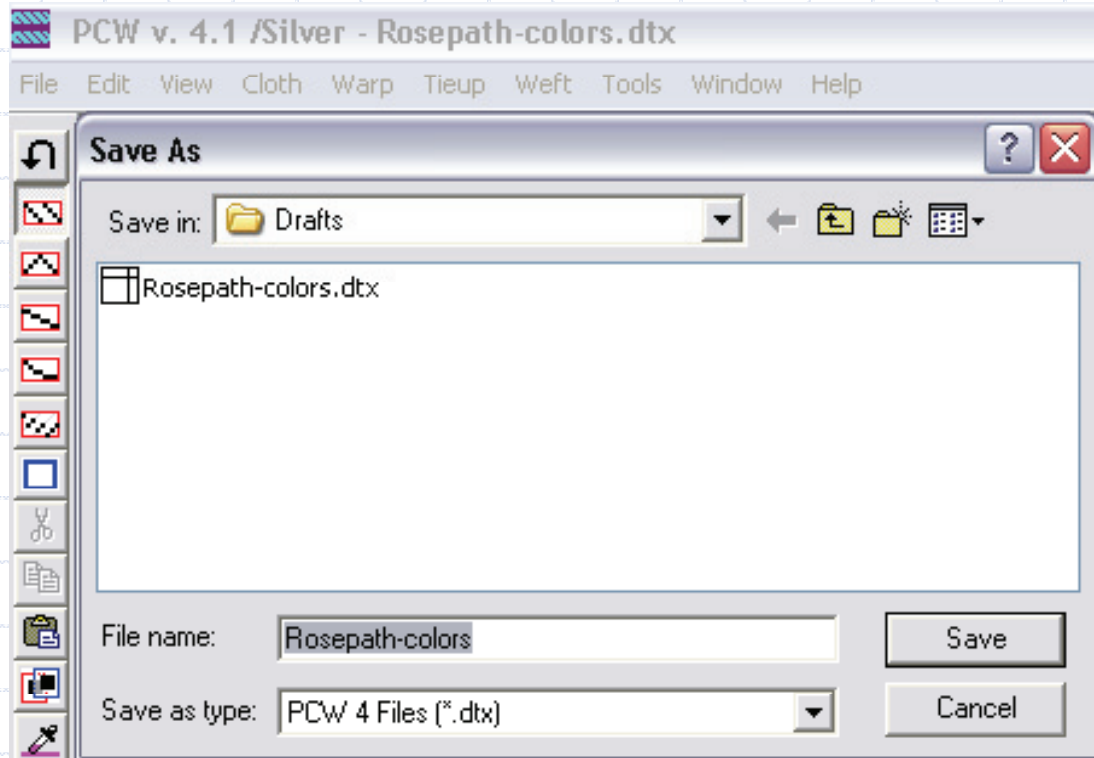 PCW v. 4.1 /Silver - Rosepath-colors.dtx
File Edit View Cloth Warp Tieup Weft Tools Window Help
Save As ?
Save in: Drafts
Rosepath-colors.dtx
File name: Rosepath-colors Save
Save as type: PCW 4 Files (*.dtx) Cancel